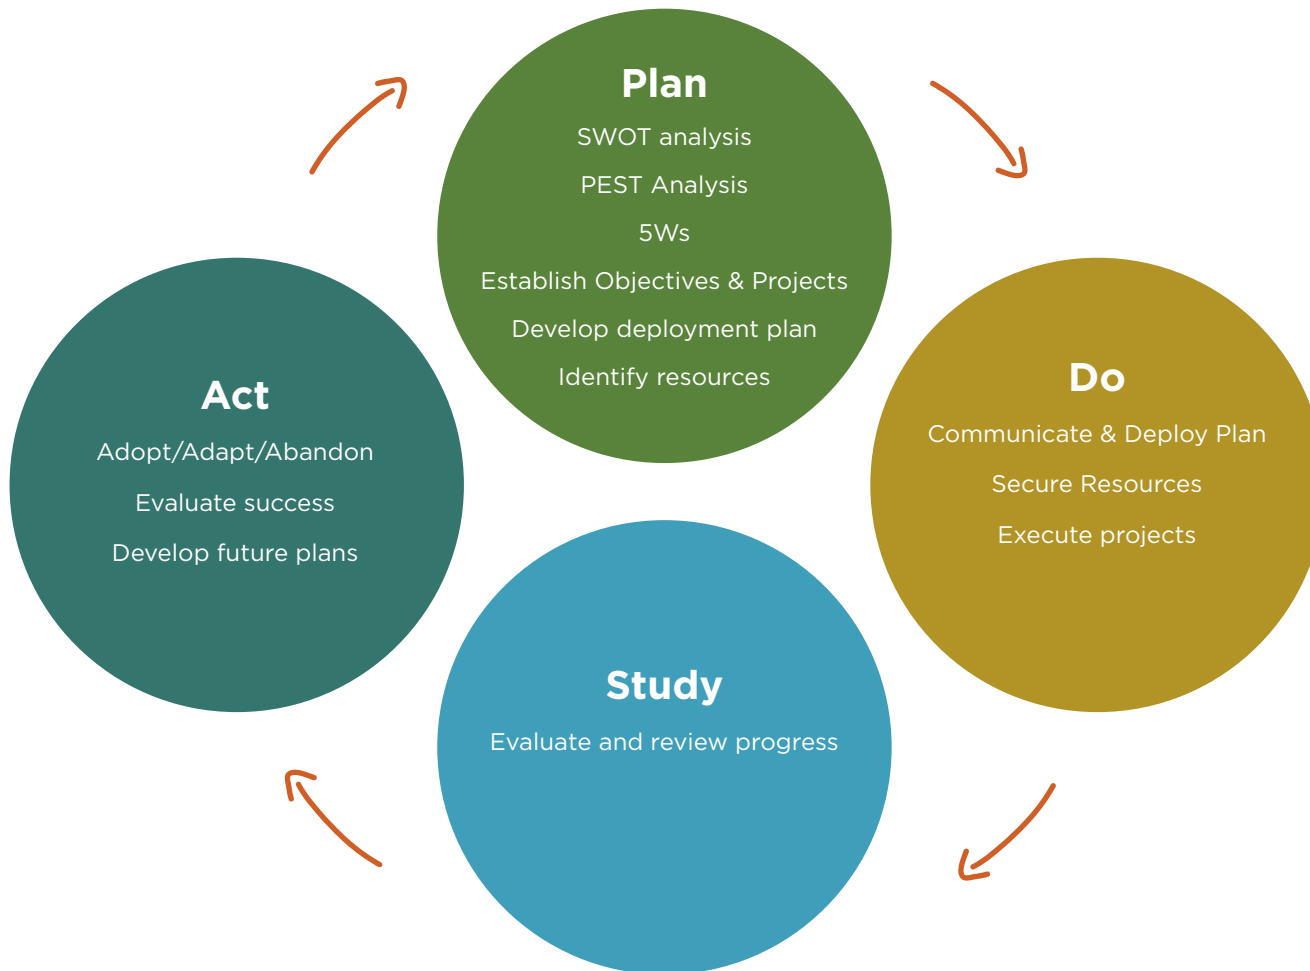 Plan
SWOT analysis
PEST Analysis
5Ws
Establish Objectives & Projects
Develop deployment plan
Identify resources
Do
Communicate & Deploy Plan
Secure Resources
Execute projects
Study
Evaluate and review progress
Act
Adopt/Adapt/Abandon
Evaluate success
Develop future plans